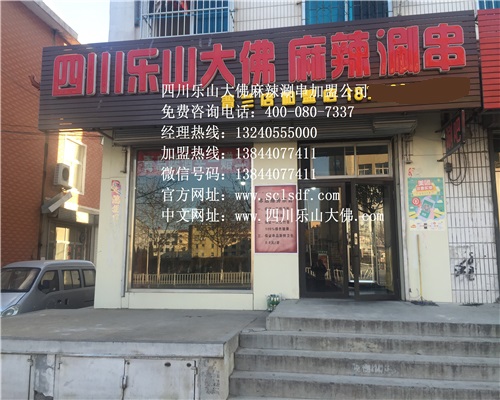 四川乐山大佛 麻辣涮串
四川乐山大佛麻辣涮串加盟公司
免费咨询电话：400-080-7337
经理热线：13240555000
加盟热线：13844077411
微信号码：13844077411
官方网址：www.sclsdf.com
中文网址：www.四川乐山大佛.com